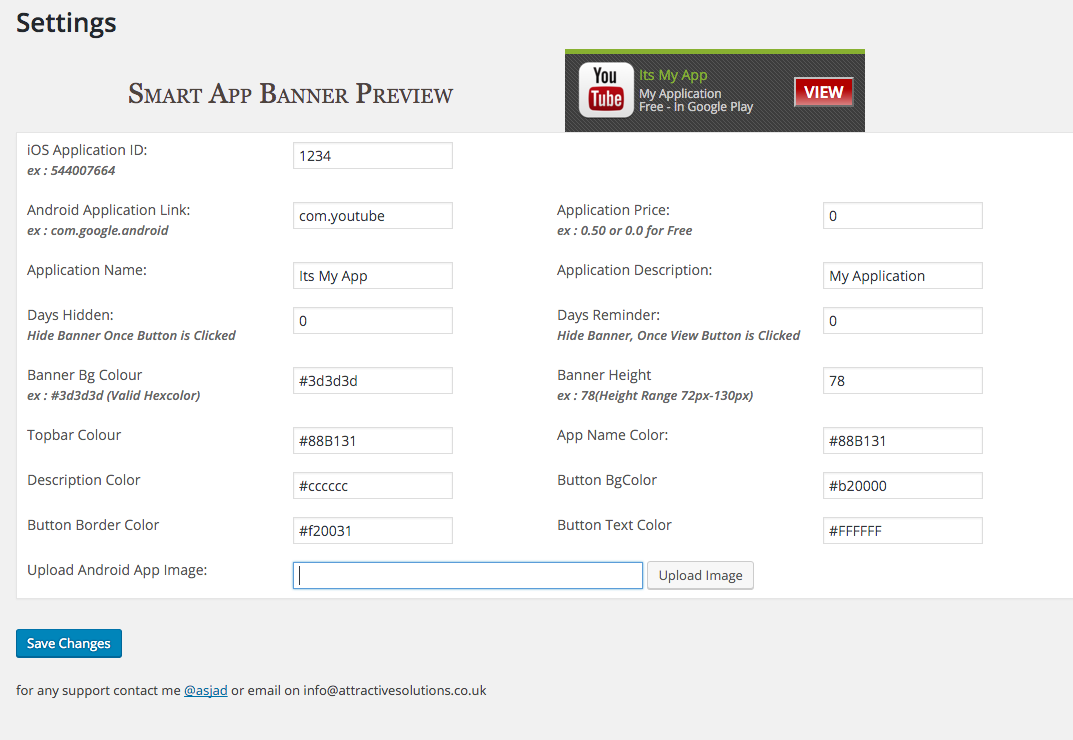 Settings
Smart App Banner Preview
You
Tube
Its My App
My Application
Free - In Google Play
VIEW
iOS Application ID:
ex : 544007664
1234
Android Application Link:
ex : com.google.android
com.youtube
Application Price:
ex : 0.50 or 0.0 for Free
0
Application Name:
Its My App
Application Description:
My Application
Days Hidden:
Hide Banner Once Button is Clicked
0
Days Reminder:
Hide Banner, Once View Button is Clicked
0
Banner Bg Colour
ex : #3d3d3d (Valid Hexcolor)
#3d3d3d
Banner Height
ex : 78(Height Range 72px-130px)
78
Topbar Colour
#88B131
App Name Color:
#88B131
Description Color
#cccccc
Button BgColor
#b20000
Button Border Color
#f20031
Button Text Color
#FFFFFF
Upload Android App Image:
Upload Image
Save Changes
for any support contact me @asjad or email on info@attractivesolutions.co.uk